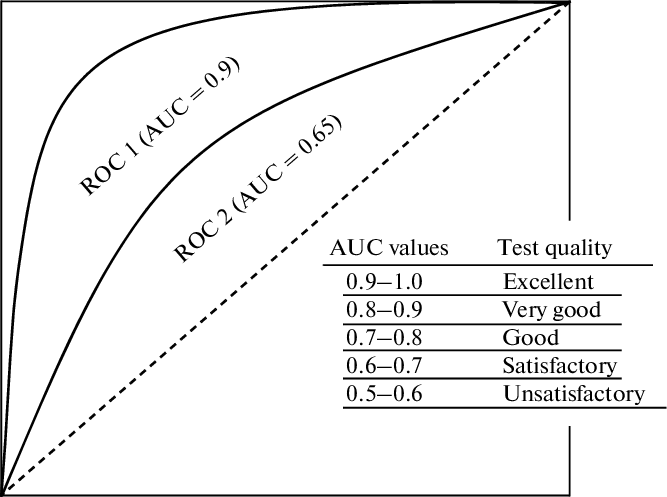 ROC 1 (AUC = 0.9)
ROC 2 (AUC = 0.65)
AUC values Test quality
0.9–1.0 Excellent
0.8–0.9 Very good
0.7–0.8 Good
0.6–0.7 Satisfactory
0.5–0.6 Unsatisfactory